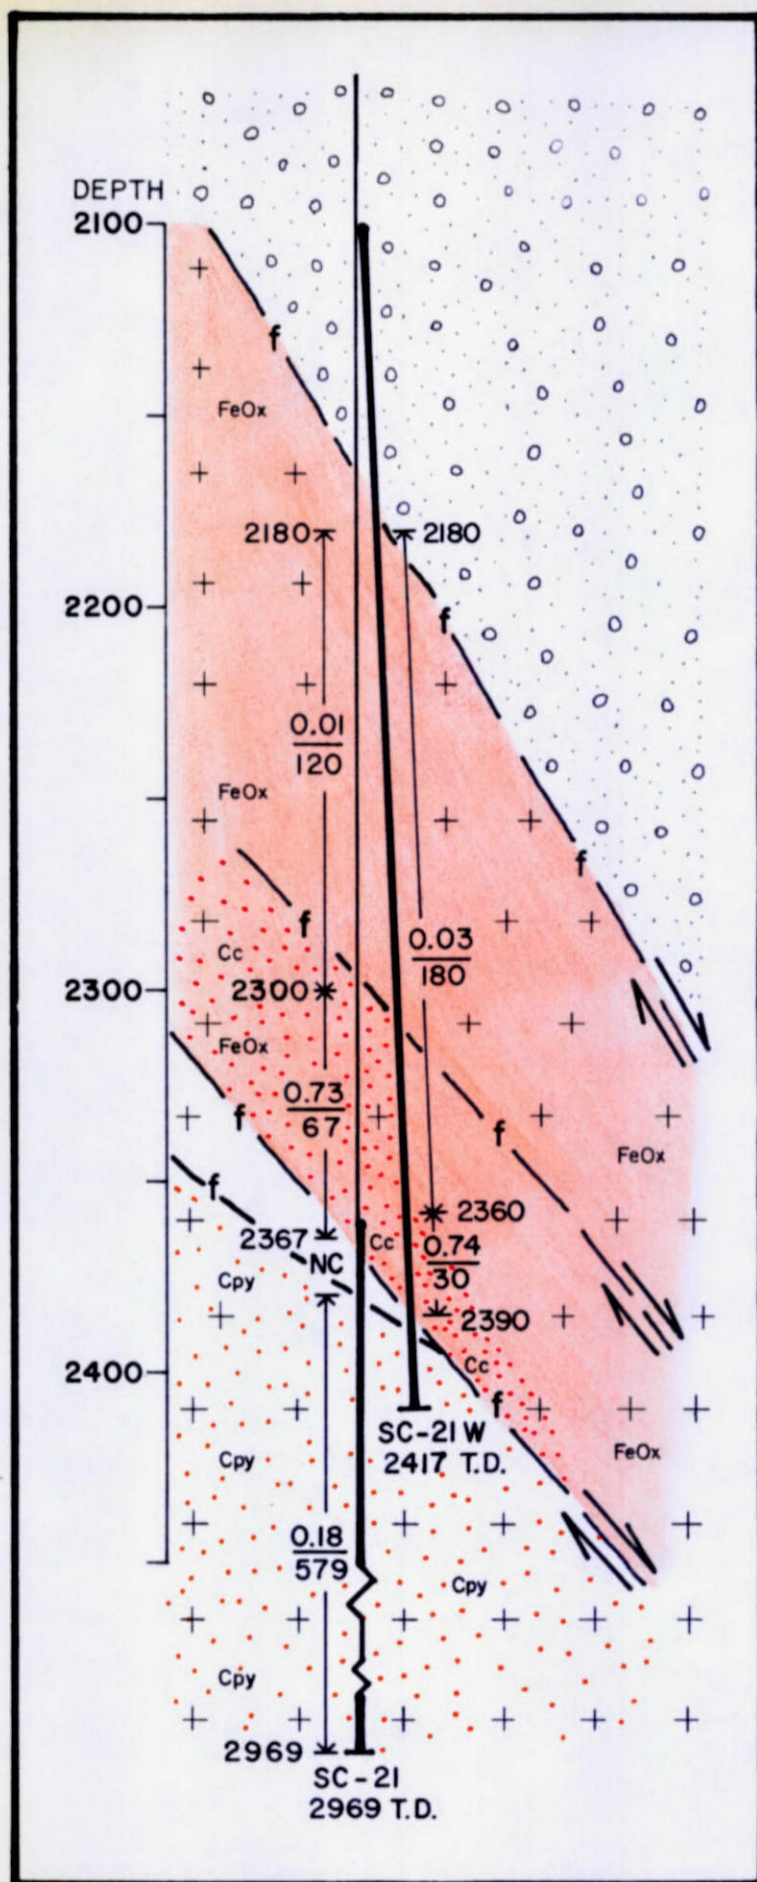 DEPTH
2100
f
FeOx
2180
2180
2200
f
0.01
120
FeOx
f
f
0.03
180
Cc
2300
FeOx
0.73
67
f
f
FeOx
f
2360
2367
NC
Cc
0.74
30
Cpy
2390
2400
Cc
f
SC-21W
2417 T.D.
FeOx
Cpy
0.18
579
Cpy
Cpy
2969
SC-21
2969 T.D.